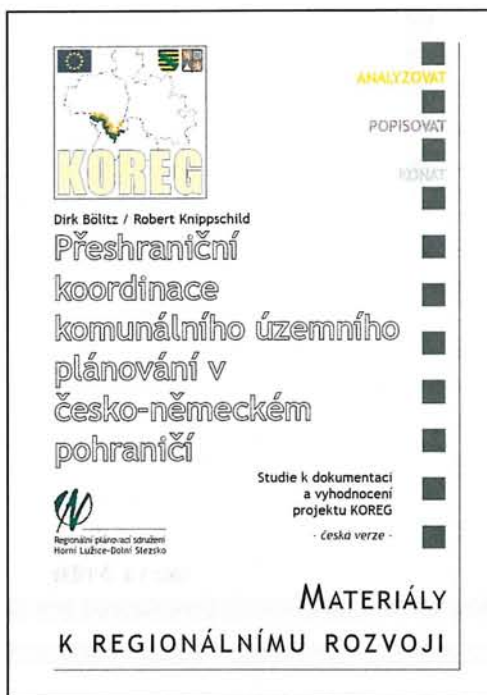 ANALYZOVAT
POPISOVAT
KONAT
KOREG
Dirk Bölitz / Robert Knippschild
Přeshraniční
koordinace
komunálního územního
plánování v
česko-německém
pohraničí
Studie k dokumentaci
a vyhodnocení
projektu KOREG
- česká verze -
Regionální plánovací sdružení
Horní Lužice-Dolní Slezsko
MATERIÁLY
K REGIONÁLNÍMU ROZVOJI